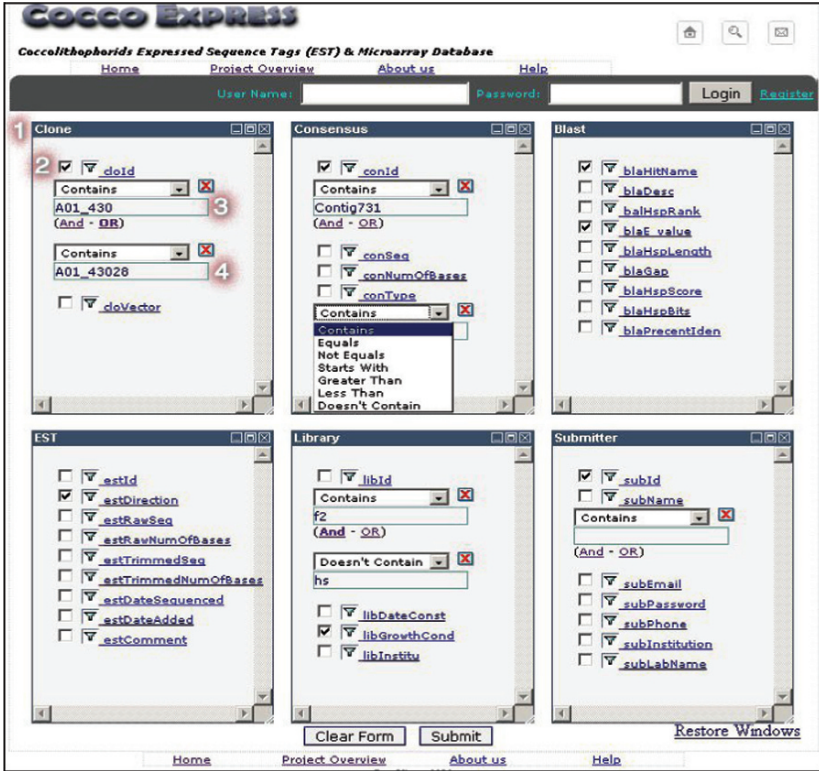 Cocco Express
Coccolithophorids Expressed Sequence Tags (EST) & Microarray Database
Home Project Overview About us Help
User Name: Password: Login Register
1
Clone
2 cloId
Contains
A01_430 3
(And - OR)
Contains
A01_43028 4
cloVector
Consensus
conId
Contains
Contig731
(And - OR)
conSeq
conNumOfBases
conType
Contains
Contains
Equals
Not Equals
Starts With
Greater Than
Less Than
Doesn't Contain
Blast
blaHitName
blaDesc
balHspRank
blaE_value
blaHspLength
blaGap
blaHspScore
blaHspBits
blaPrecentIden
EST
estId
estDirection
estRawSeq
estRawNumOfBases
estTrimmedSeq
estTrimmedNumOfBases
estDateSequenced
estDateAdded
estComment
Library
libId
Contains
f2
(And - OR)
Doesn't Contain
hs
libDateConst
libGrowthCond
libInstitu
Submitter
subId
subName
Contains
(And - OR)
subEmail
subPassword
subPhone
subInstitution
subLabName
Clear Form Submit Restore Windows
Home Project Overview About us Help